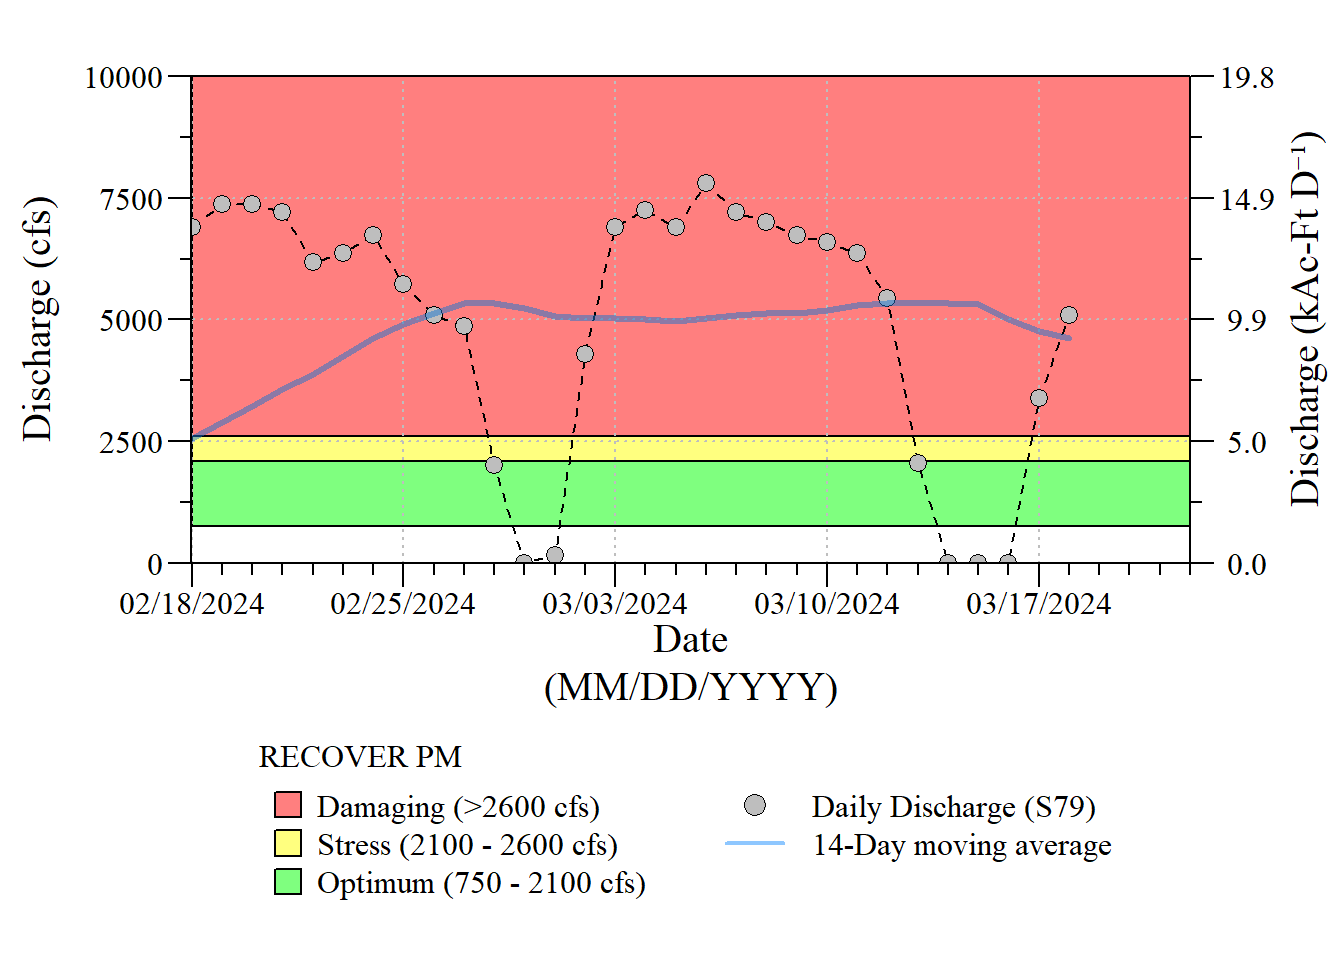 10000
7500
5000
2500
0
Discharge (cfs)
19.8
14.9
9.9
5.0
0.0
Discharge (kAc-Ft D⁻¹)
02/18/2024 02/25/2024 03/03/2024 03/10/2024 03/17/2024
Date
(MM/DD/YYYY)
RECOVER PM
Damaging (>2600 cfs)
Stress (2100 - 2600 cfs)
Optimum (750 - 2100 cfs)
Daily Discharge (S79)
14-Day moving average